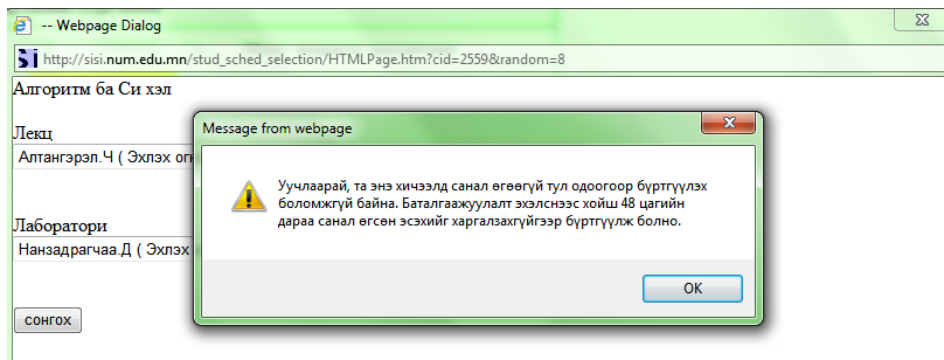 -- Webpage Dialog
http://sisi.num.edu.mn/stud_sched_selection/HTMLPage.htm?cid=2559&random=8
Алгоритм ба Си хэл
Лекц
Алтангэрэл.Ч ( Эхлэх
Message from webpage
Уучлаарай, та энэ хичээлд санал өгөөгүй тул одоогоор бүртгүүлэх
боломжгүй байна. Баталгаажуулалт эхэлснээс хойш 48 цагийн
дараа санал өгсөн эсэхийг харгалзахгүйгээр бүртгүүлж болно.
OK
Лаборатори
Нанзадрагчаа.Д ( Эхлэх
сонгох